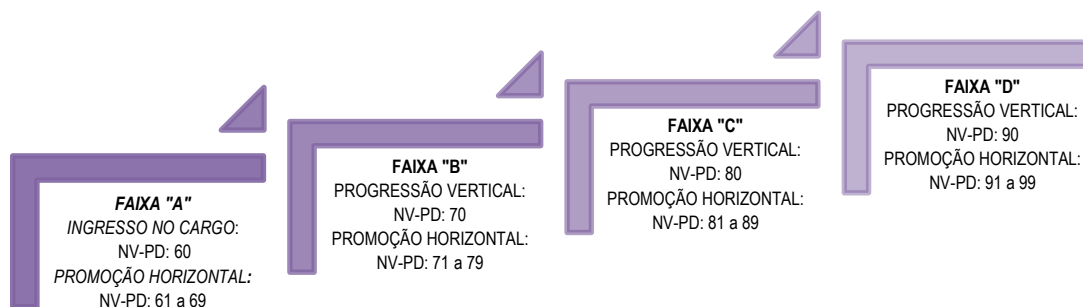 FAIXA "A"
INGRESSO NO CARGO:
NV-PD: 60
PROMOÇÃO HORIZONTAL:
NV-PD: 61 a 69
FAIXA "B"
PROGRESSÃO VERTICAL:
NV-PD: 70
PROMOÇÃO HORIZONTAL:
NV-PD: 71 a 79
FAIXA "C"
PROGRESSÃO VERTICAL:
NV-PD: 80
PROMOÇÃO HORIZONTAL:
NV-PD: 81 a 89
FAIXA "D"
PROGRESSÃO VERTICAL:
NV-PD: 90
PROMOÇÃO HORIZONTAL:
NV-PD: 91 a 99